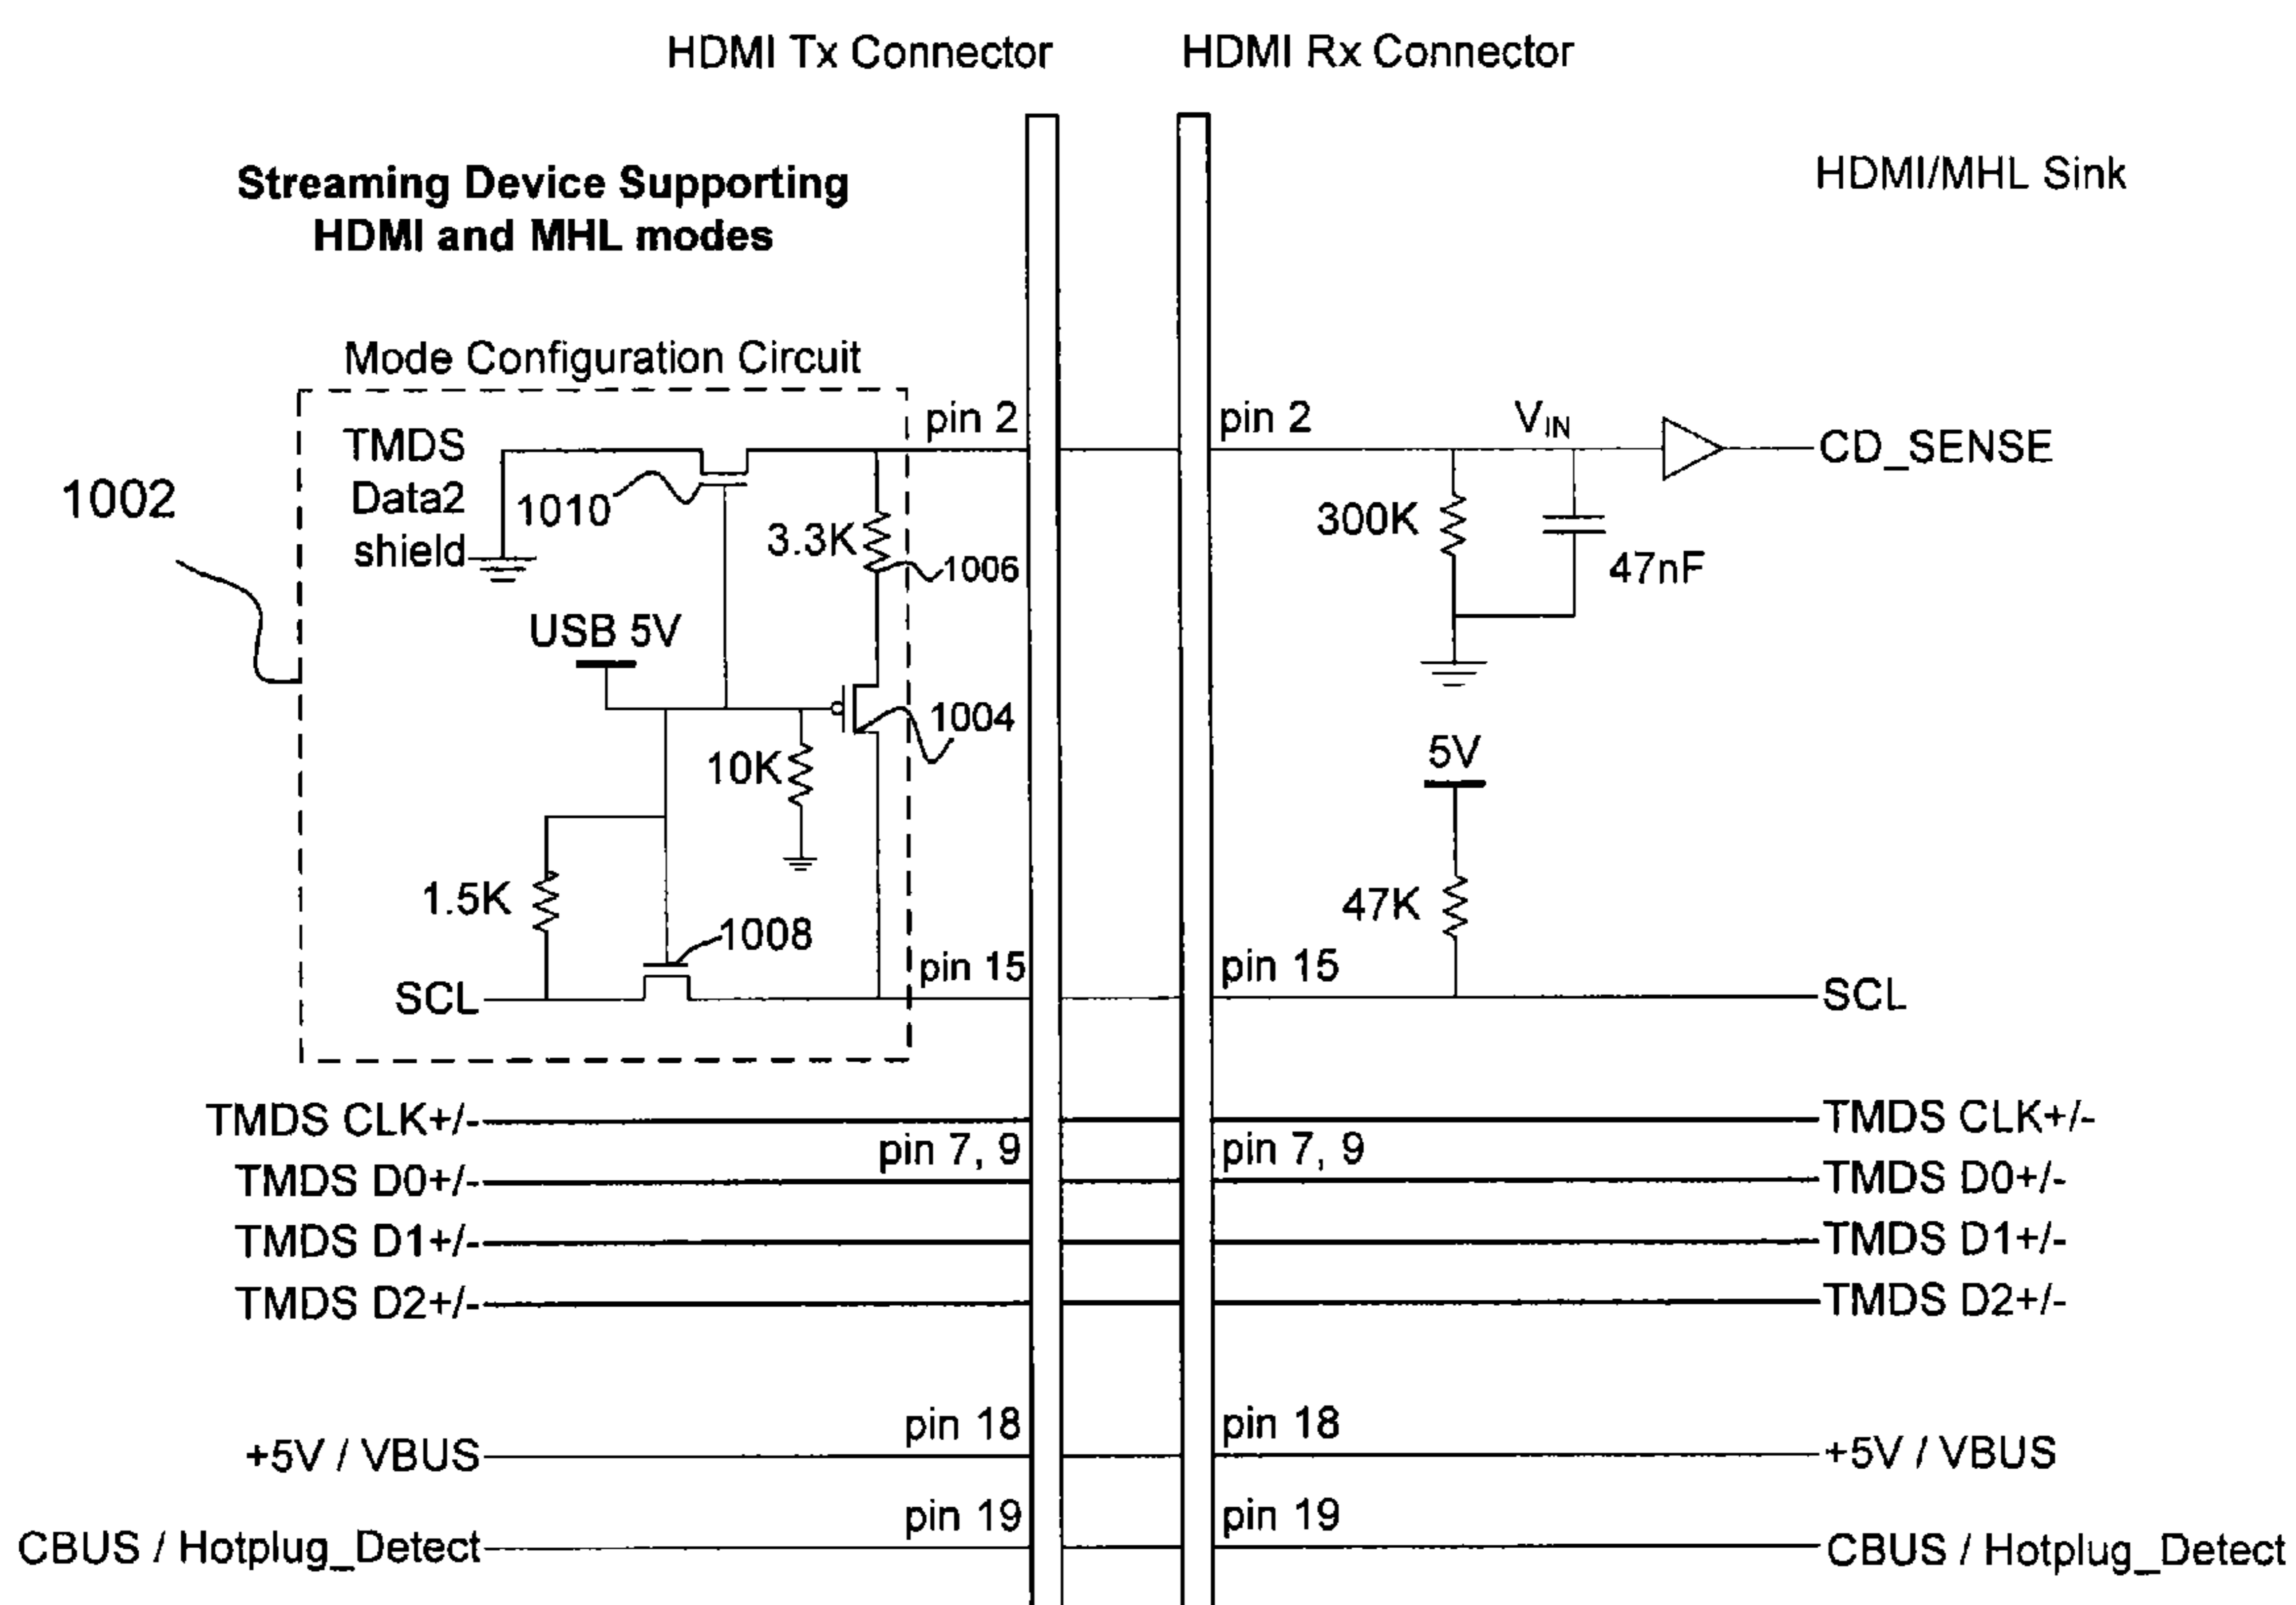 HDMI Tx Connector
HDMI Rx Connector
Streaming Device Supporting
HDMI and MHL modes
HDMI/MHL Sink
Mode Configuration Circuit
1002
TMDS
Data2
shield
1010
3.3K
1006
pin 2
pin 2
VIN
CD_SENSE
300K
47nF
USB 5V
1004
10K
5V
1.5K
1008
47K
SCL
pin 15
pin 15
SCL
TMDS CLK+/-
TMDS CLK+/-
pin 7, 9
pin 7, 9
TMDS D0+/-
TMDS D0+/-
TMDS D1+/-
TMDS D1+/-
TMDS D2+/-
TMDS D2+/-
pin 18
pin 18
+5V / VBUS
+5V / VBUS
pin 19
pin 19
CBUS / Hotplug_Detect
CBUS / Hotplug_Detect